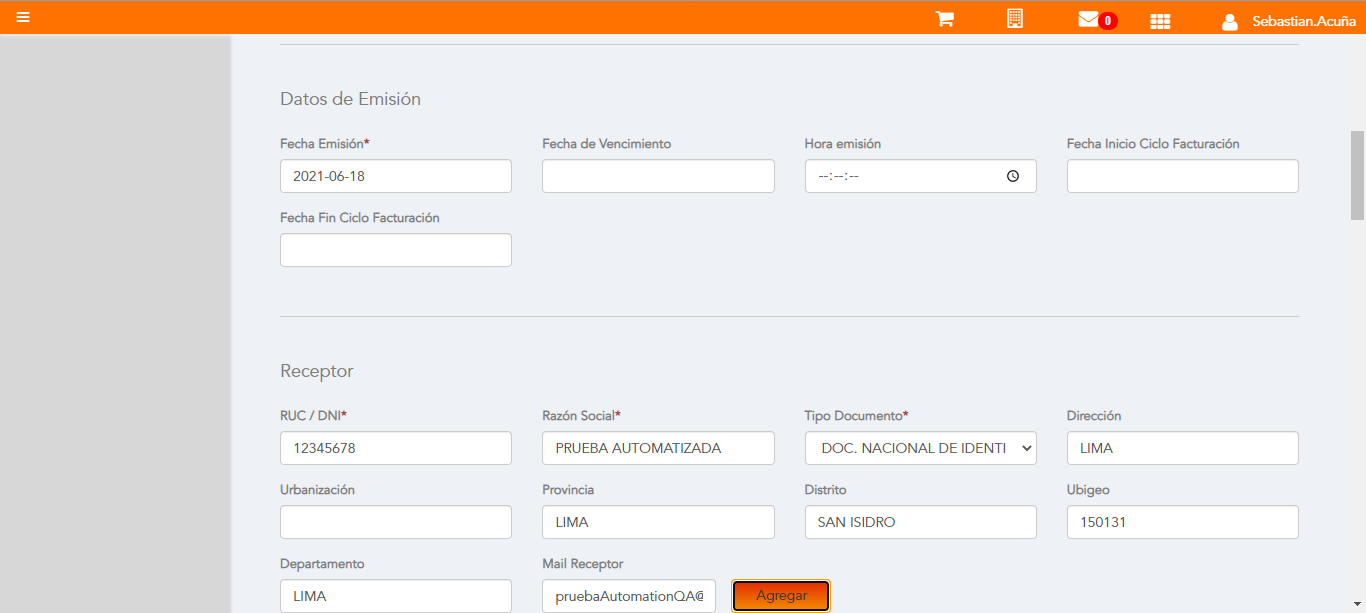 0 Sebastian.Acuña
Datos de Emisión
Fecha Emisión* Fecha de Vencimiento Hora emisión Fecha Inicio Ciclo Facturación
2021-06-18 --:--:--
Fecha Fin Ciclo Facturación
Receptor
RUC / DNI* Razón Social* Tipo Documento* Dirección
12345678 PRUEBA AUTOMATIZADA DOC. NACIONAL DE IDENTI LIMA
Urbanización Provincia Distrito Ubigeo
LIMA SAN ISIDRO 150131
Departamento Mail Receptor
LIMA pruebaAutomationQA@ Agregar